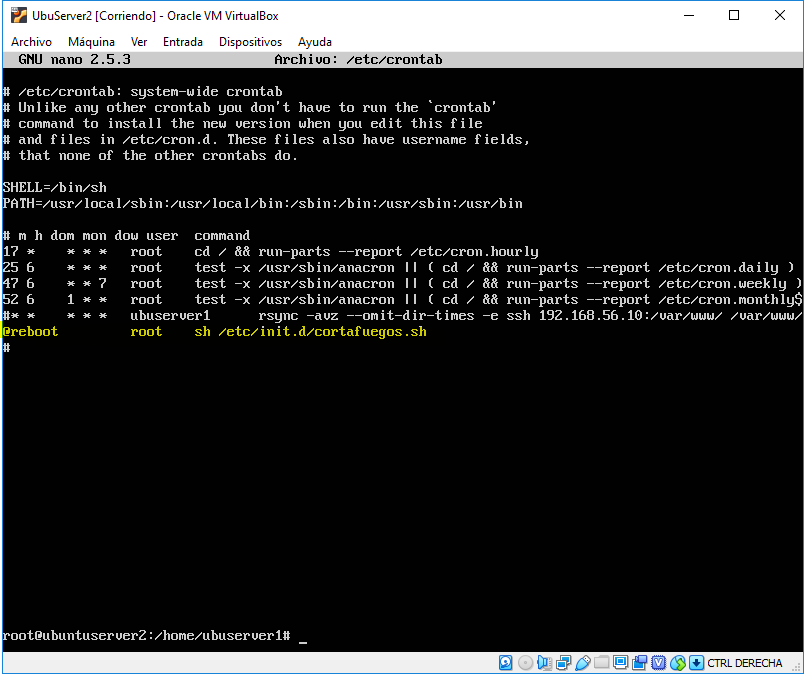 UbuServer2 [Corriendo] - Oracle VM VirtualBox
Archivo Máquina Ver Entrada Dispositivos Ayuda
GNU nano 2.5.3 Archivo: /etc/crontab
# /etc/crontab: system-wide crontab
# Unlike any other crontab you don't have to run the `crontab'
# command to install the new version when you edit this file
# and files in /etc/cron.d. These files also have username fields,
# that none of the other crontabs do.
SHELL=/bin/sh
PATH=/usr/local/sbin:/usr/local/bin:/sbin:/bin:/usr/sbin:/usr/bin
# m h dom mon dow user command
17 * * * * root cd / && run-parts --report /etc/cron.hourly
25 6 * * * root test -x /usr/sbin/anacron || ( cd / && run-parts --report /etc/cron.daily )
47 6 * * 7 root test -x /usr/sbin/anacron || ( cd / && run-parts --report /etc/cron.weekly )
52 6 1 * * root test -x /usr/sbin/anacron || ( cd / && run-parts --report /etc/cron.monthly$
#* * * * * ubuserver1 rsync -avz --omit-dir-times -e ssh 192.168.56.10:/var/www/ /var/www/
@reboot root sh /etc/init.d/cortafuegos.sh
#
root@ubuntuserver2:/home/ubuserver1# _
CTRL DERECHA